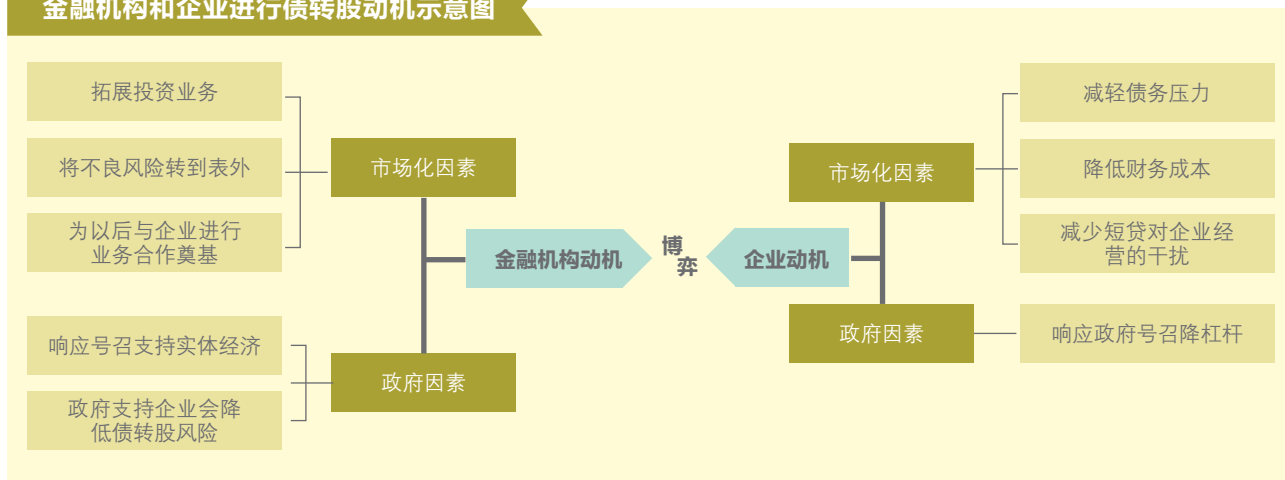 金融机构和企业进行债转股动机示意图
拓展投资业务
将不良风险转到表外
为以后与企业进行
业务合作奠基
市场化因素
响应号召支持实体经济
政府支持企业会降
低债转股风险
政府因素
金融机构动机
博
弈
企业动机
市场化因素
减轻债务压力
降低财务成本
减少短贷对企业经
营的干扰
政府因素
响应政府号召降杠杆